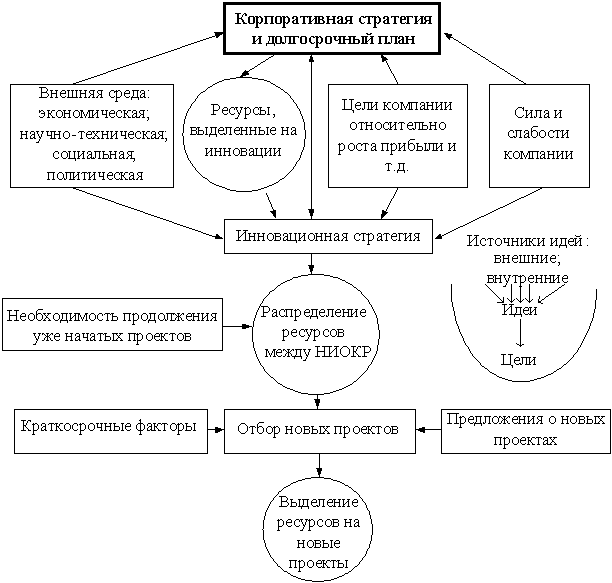 Корпоративная стратегия
и долгосрочный план
Внешняя среда:
экономическая;
научно-техническая;
социальная;
политическая
Ресурсы,
выделенные на
инновации
Цели компании
относительно
роста прибыли и
т.д.
Сила и
слабости
компании
Инновационная стратегия
Источники идей :
внешние;
внутренние
Идеи
Цели
Необходимость продолжения
уже начатых проектов
Распределение
ресурсов
между НИОКР
Краткосрочные факторы
Отбор новых проектов
Предложения о новых
проектах
Выделение
ресурсов на
новые
проекты